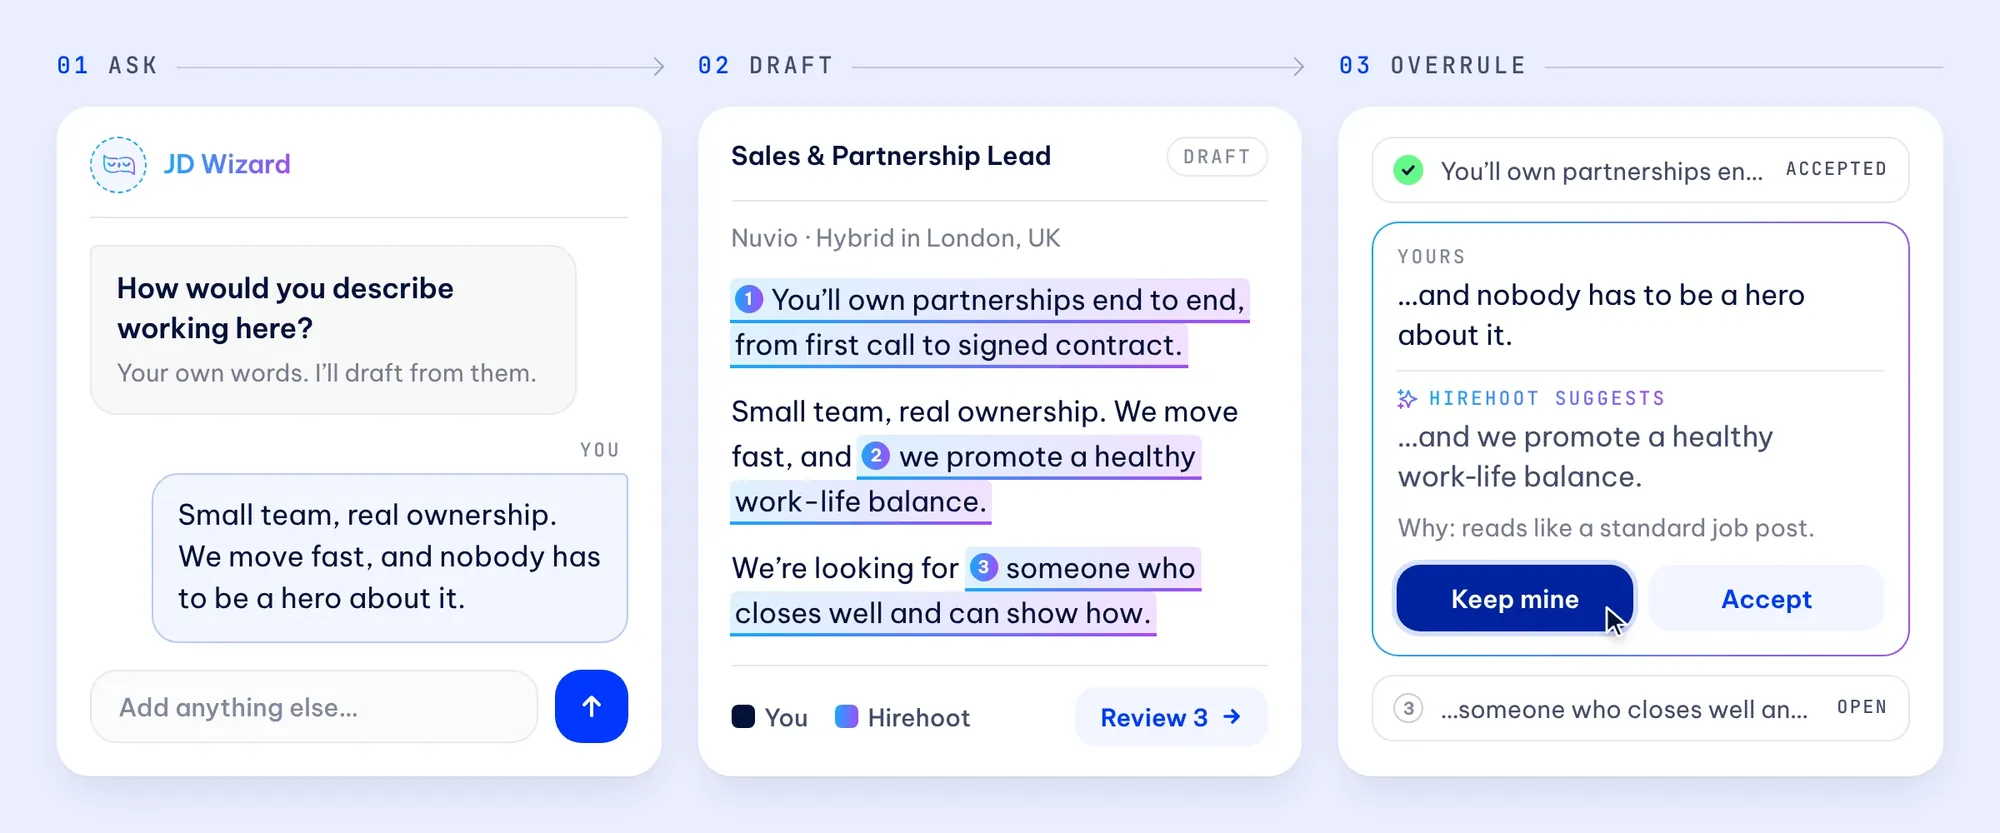 01 ASK
JD Wizard
How would you describe
working here?
Your own words. I’ll draft from them.
YOU
Small team, real ownership.
We move fast, and nobody has
to be a hero about it.
Add anything else...
02 DRAFT
Sales & Partnership Lead
DRAFT
Nuvio · Hybrid in London, UK
1 You’ll own partnerships end to end,
from first call to signed contract.
Small team, real ownership. We move
fast, and 2 we promote a healthy
work-life balance.
We’re looking for 3 someone who
closes well and can show how.
You
Hirehoot
Review 3 →
03 OVERRULE
You’ll own partnerships en...
ACCEPTED
YOURS
...and nobody has to be a hero
about it.
HIREHOOT SUGGESTS
...and we promote a healthy
work-life balance.
Why: reads like a standard job post.
Keep mine
Accept
3 ...someone who closes well an...
OPEN